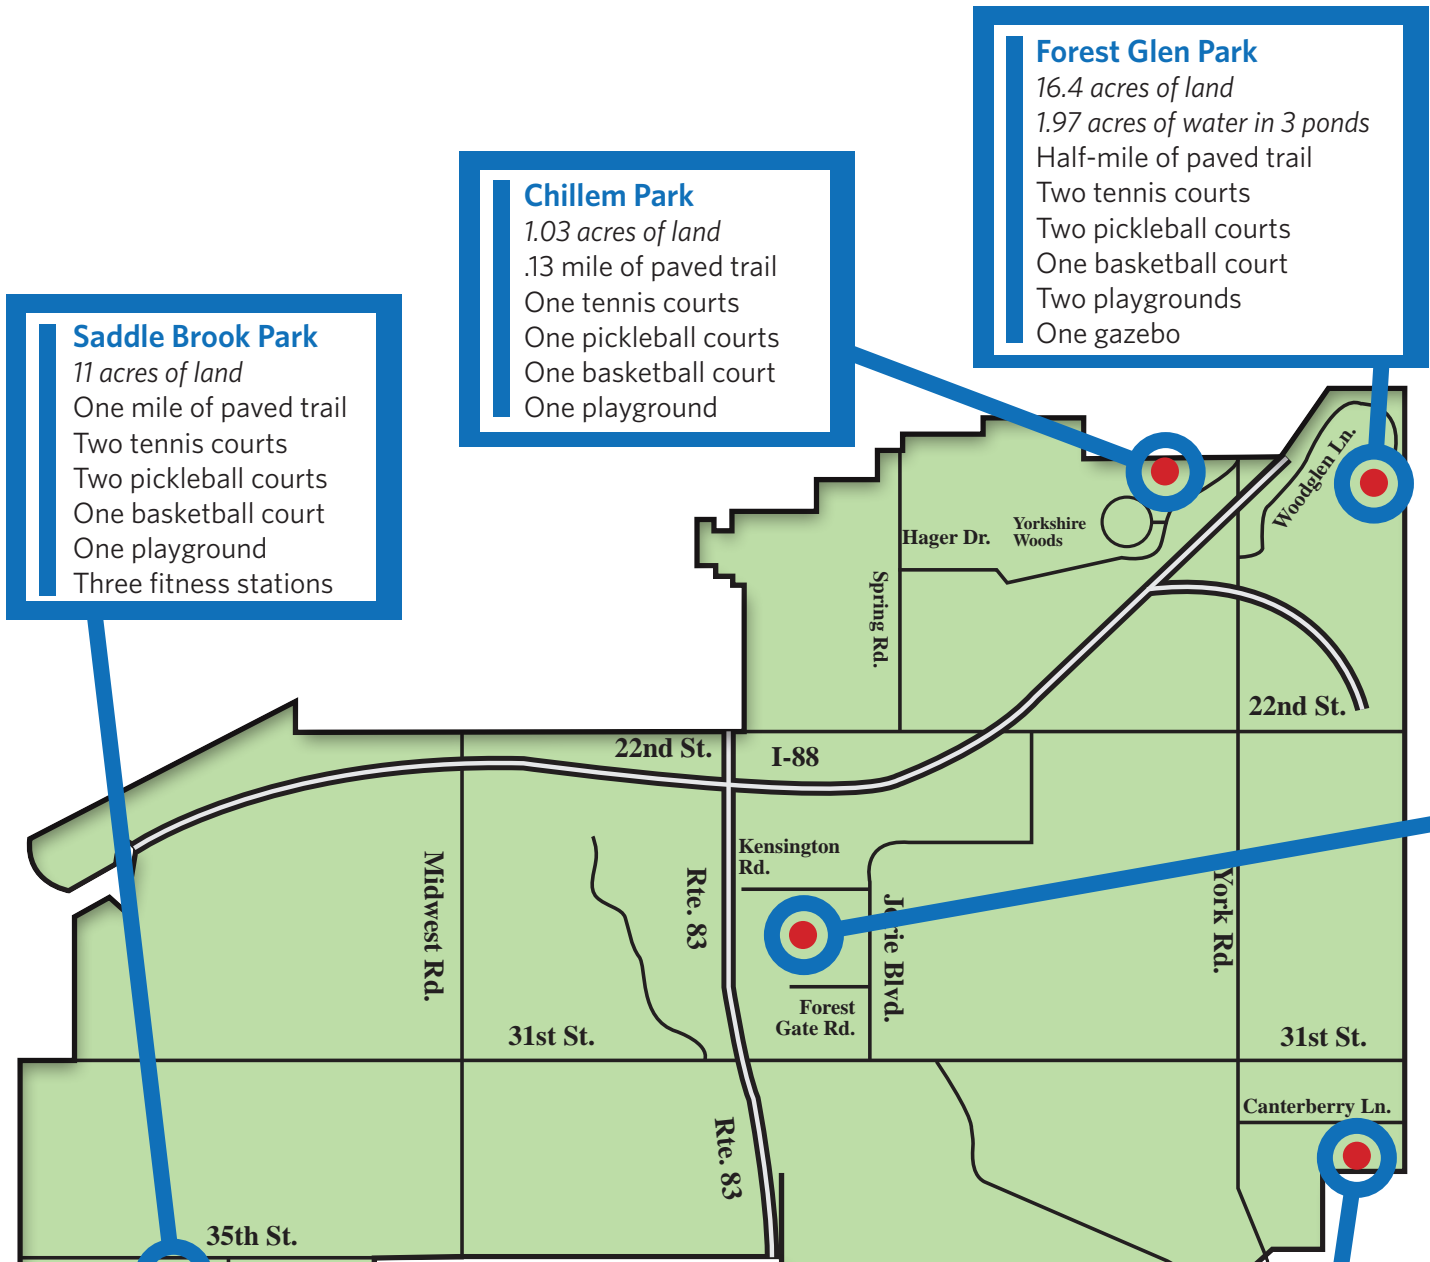 Forest Glen Park
16.4 acres of land
1.97 acres of water in 3 ponds
Half-mile of paved trail
Two tennis courts
Two pickleball courts
One basketball court
Two playgrounds
One gazebo
Chillem Park
1.03 acres of land
.13 mile of paved trail
One tennis courts
One pickleball courts
One basketball court
One playground
Saddle Brook Park
11 acres of land
One mile of paved trail
Two tennis courts
Two pickleball courts
One basketball court
One playground
Three fitness stations
Woodglen Ln.
Hager Dr.
Yorkshire
Woods
Spring Rd.
22nd St.
22nd St.
I-88
Kensington
Rd.
Midwest Rd.
Rte. 83
Jorie Blvd.
York Rd.
Forest
Gate Rd.
31st St.
31st St.
Canterberry Ln.
Rte. 83
35th St.